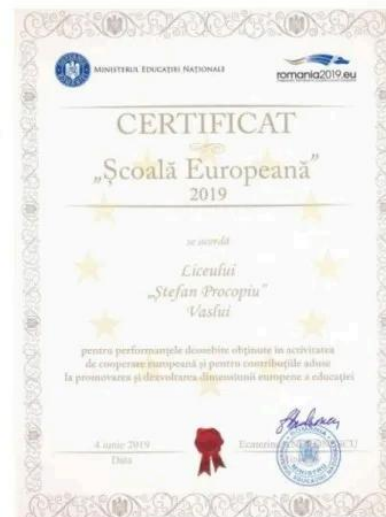 MINISTERUL EDUCAȚIEI NAȚIONALE
romania2019.eu
CERTIFICAT
„Școală Europeană”
2019
se acordă
Liceului
„Ștefan Procopiu”
Vaslui
pentru performanțele deosebite obținute în activitatea
de cooperare europeană și pentru contribuțiile aduse
la promovarea și dezvoltarea dimensiunii europene a educației
4 iunie 2019
Data
Ecaterina